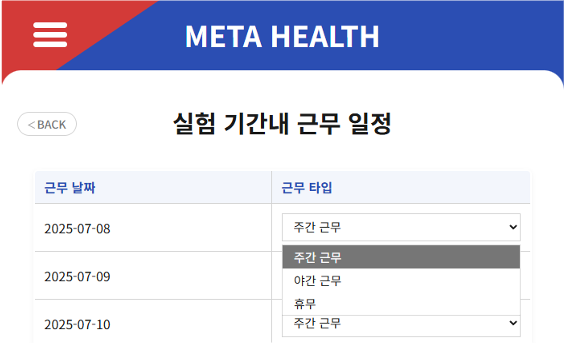 META HEALTH
< BACK
실험 기간내 근무 일정
근무 날짜 근무 타입
2025-07-08 주간 근무
주간 근무
2025-07-09 야간 근무
휴무
2025-07-10 주간 근무